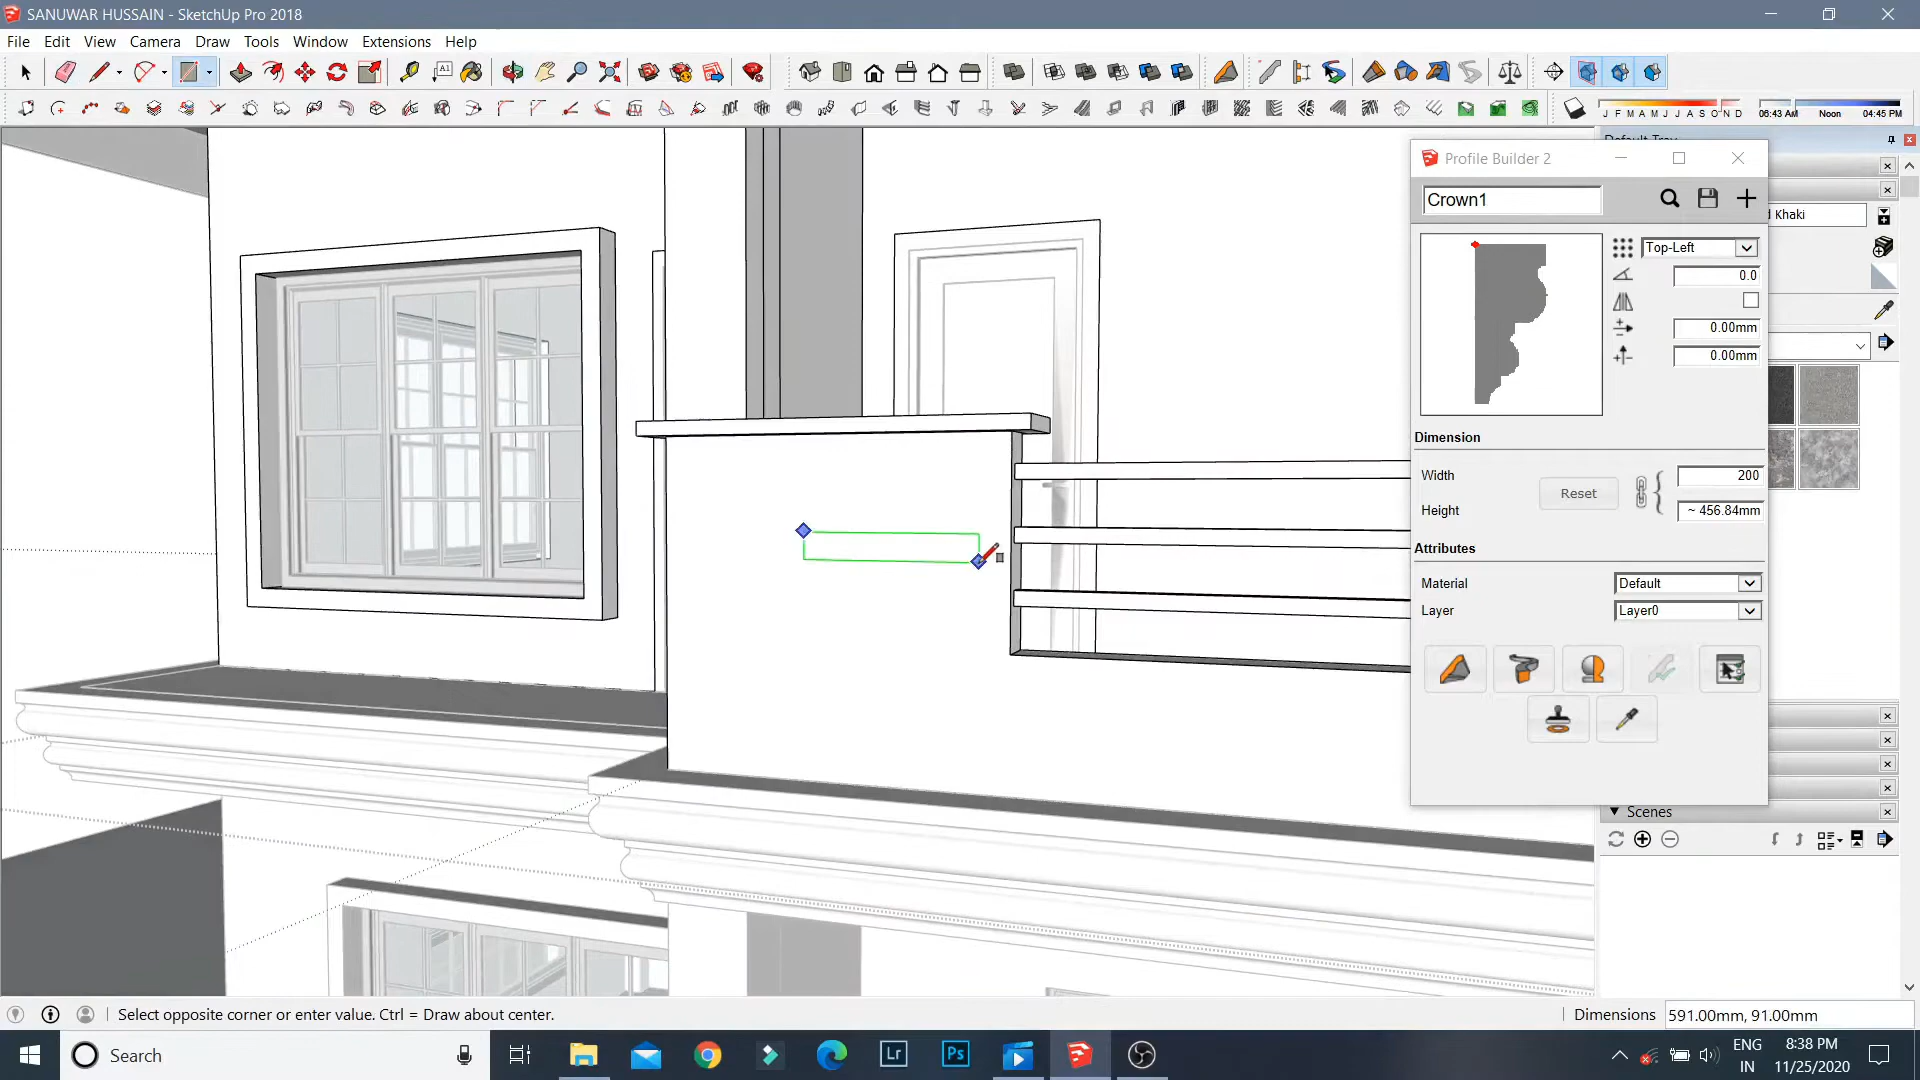 SANUWAR HUSSAIN - SketchUp Pro 2018
File Edit View Camera Draw Tools Window Extensions Help
A1
J F M A M J J A S O N D 06:43 AM Noon 04:45 PM
Profile Builder 2
Crown1
d Khaki
Top-Left
0.0
0.00mm
0.00mm
Dimension
Width 200
Reset
Height ~ 456.84mm
Attributes
Material Default
Layer Layer0
Scenes
Select opposite corner or enter value. Ctrl = Draw about center.
Dimensions 591.00mm, 91.00mm
Search
Lr
Ps
ENG
IN
8:38 PM
11/25/2020